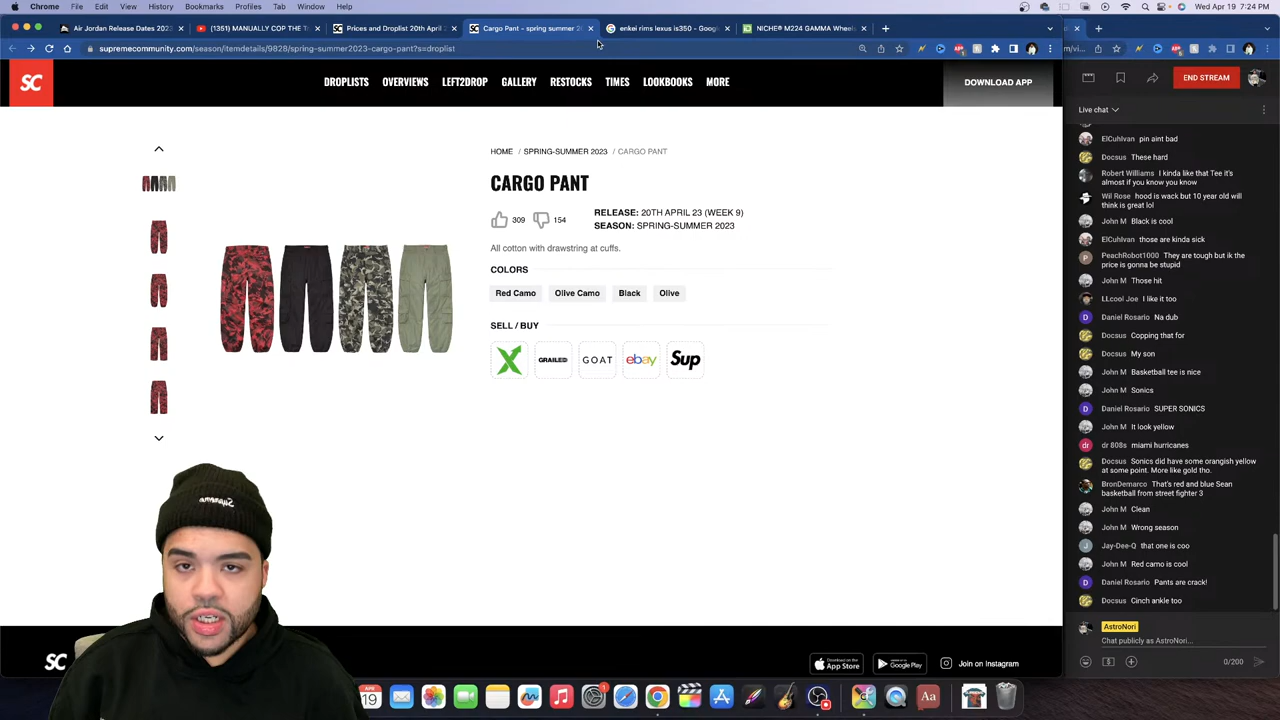 Chrome File Edit View History Bookmarks Profiles Tab Window Help
Wed Apr 19 7:24 PM
Air Jordan Release Dates 202
(1351) MANUALLY COP THE T
Prices and Droplist 20th April 2
Cargo Pant - spring summer 2
enkei rims lexus is350 - Goog
NICHE® M224 GAMMA Wheels
supremecommunity.com/season/itemdetails/9828/spring-summer2023-cargo-pant?s=droplist
SC
DROPLISTS OVERVIEWS LEFT2DROP GALLERY RESTOCKS TIMES LOOKBOOKS MORE
DOWNLOAD APP
HOME / SPRING-SUMMER 2023 / CARGO PANT
CARGO PANT
309 154
RELEASE: 20TH APRIL 23 (WEEK 9)
SEASON: SPRING-SUMMER 2023
All cotton with drawstring at cuffs.
COLORS
Red Camo Olive Camo Black Olive
SELL / BUY
GRAILED GOAT ebay Sup
SC
Download on the
App Store
Google Play
Join on Instagram
Supreme
END STREAM
Live chat
ElCuhlvan pin aint bad
Docsus These hard
Robert Williams I kinda like that Tee it's
almost if you know you know
Wil Rose hood is wack but 10 year old will
think is great lol
John M Black is cool
ElCuhlvan those are kinda sick
PeachRobot1000 They are tough but ik the
price is gonna be stupid
John M Those hit
LLcool Joe I like it too
Daniel Rosario Na dub
Docsus Copping that for
Docsus My son
John M Basketball tee is nice
John M Sonics
Daniel Rosario SUPER SONICS
John M It look yellow
dr 808s miami hurricanes
Docsus Sonics did have some orangish yellow
at some point. More like gold tho.
BronDemarco That's red and blue Sean
basketball from street fighter 3
John M Clean
John M Wrong season
Jay-Dee-Q that one is coo
John M Red camo is cool
Daniel Rosario Pants are crack!
Docsus Cinch ankle too
AstroNori
Chat publicly as AstroNori...
0/200
APR
19
Aa